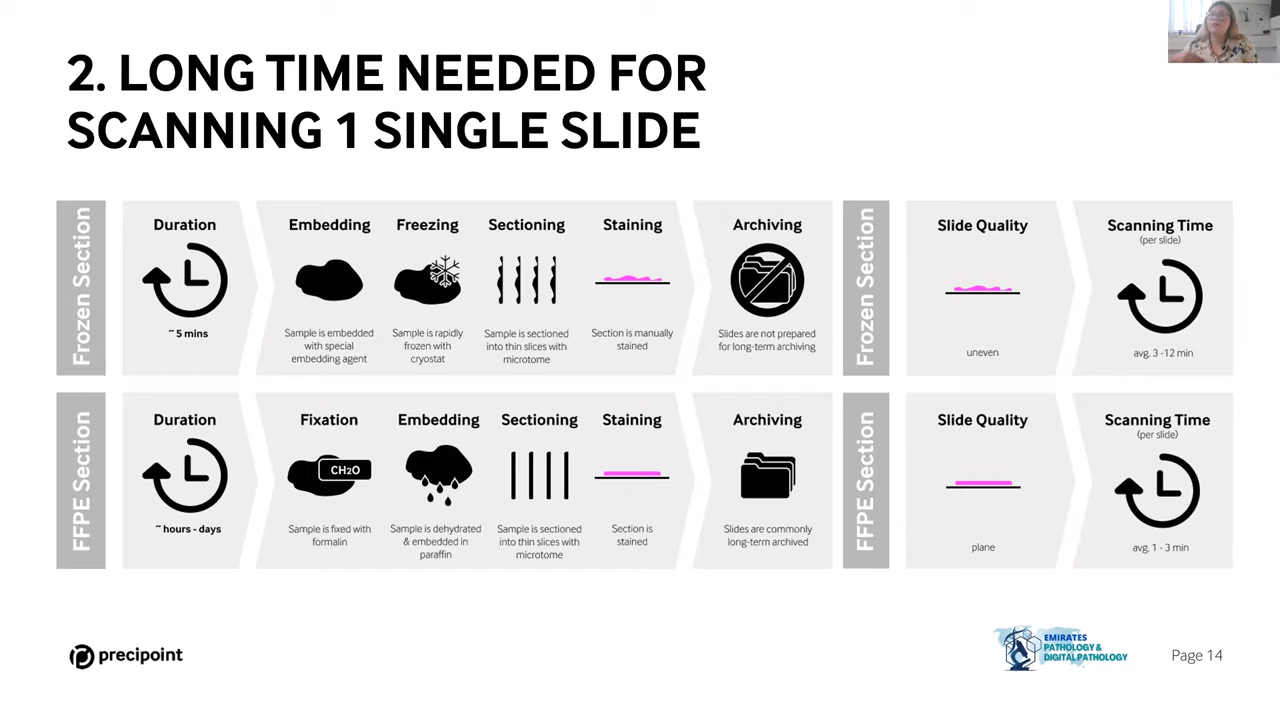 2. LONG TIME NEEDED FOR
SCANNING 1 SINGLE SLIDE
Frozen Section
Duration
~ 5 mins
Embedding
Sample is embedded
with special
embedding agent
Freezing
Sample is rapidly
frozen with
cryostat
Sectioning
Sample is sectioned
into thin slices with
microtome
Staining
Section is manually
stained
Archiving
Slides are not prepared
for long-term archiving
Frozen Section
Slide Quality
uneven
Scanning Time
(per slide)
avg. 3 -12 min
FFPE Section
Duration
~ hours - days
Fixation
CH2O
Sample is fixed with
formalin
Embedding
Sample is dehydrated
& embedded in
paraffin
Sectioning
Sample is sectioned
into thin slices with
microtome
Staining
Section is
stained
Archiving
Slides are commonly
long-term archived
FFPE Section
Slide Quality
plane
Scanning Time
(per slide)
avg. 1 - 3 min
precipoint
EMIRATES
PATHOLOGY &
DIGITAL PATHOLOGY
Page 14